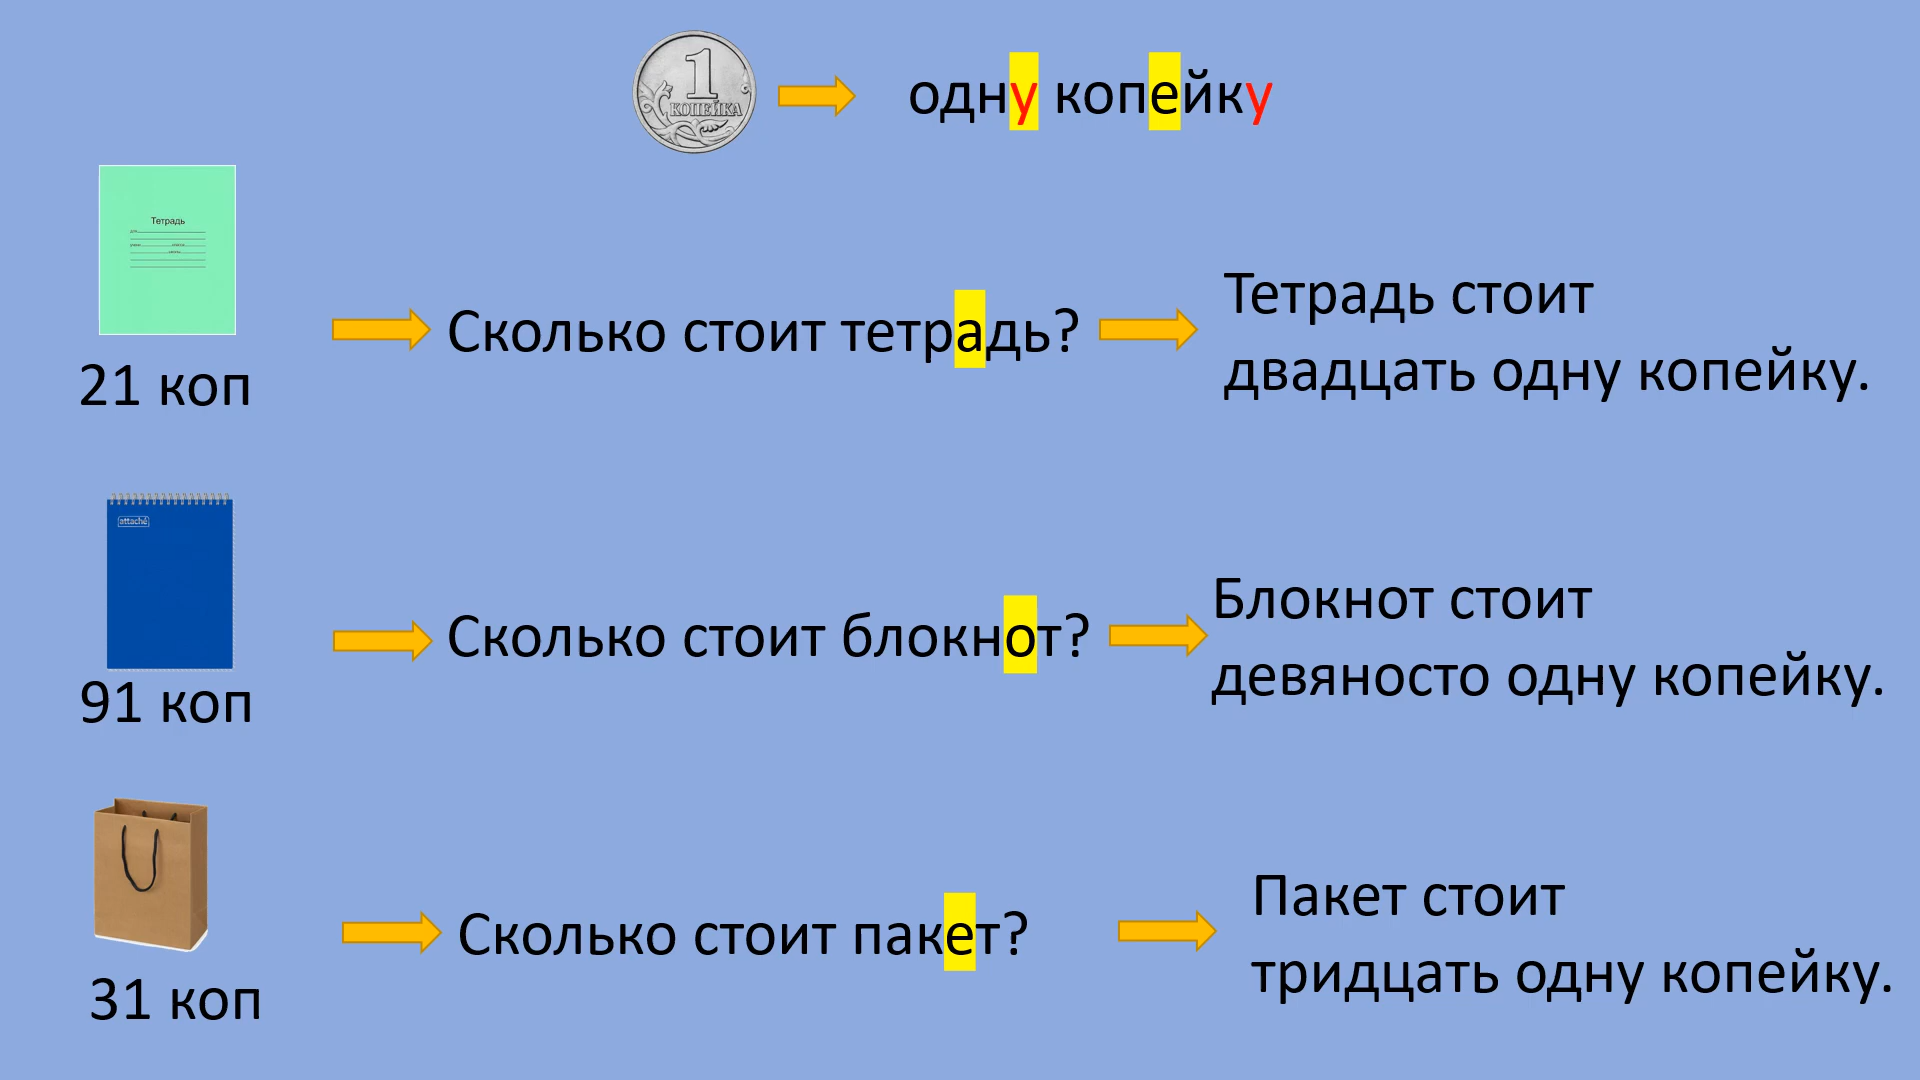 1
КОПЕЙКА
одну копейку
Тетрадь
21 коп
Сколько стоит тетрадь?
Тетрадь стоит
двадцать одну копейку.
attaché
91 коп
Сколько стоит блокнот?
Блокнот стоит
девяносто одну копейку.
31 коп
Сколько стоит пакет?
Пакет стоит
тридцать одну копейку.